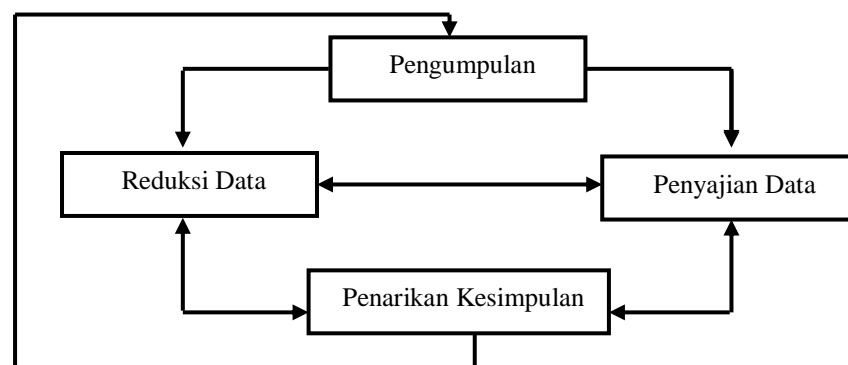 Pengumpulan
Reduksi Data
Penyajian Data
Penarikan Kesimpulan